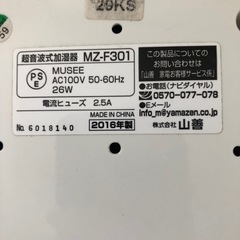 29KS
超音波式加湿器 MZ-F301
PSE
MUSEE
AC100V 50-60Hz
26W
電流ヒューズ 2.5A
MADE IN CHINA
No. 6018140
2016年製
この製品についての
お問い合わせは
山善 家電お客様サービス係
●お電話
0570-077-078
(ナビダイヤル)
●Eメール
info_m@yamazen.co.jp
株式会社 山善